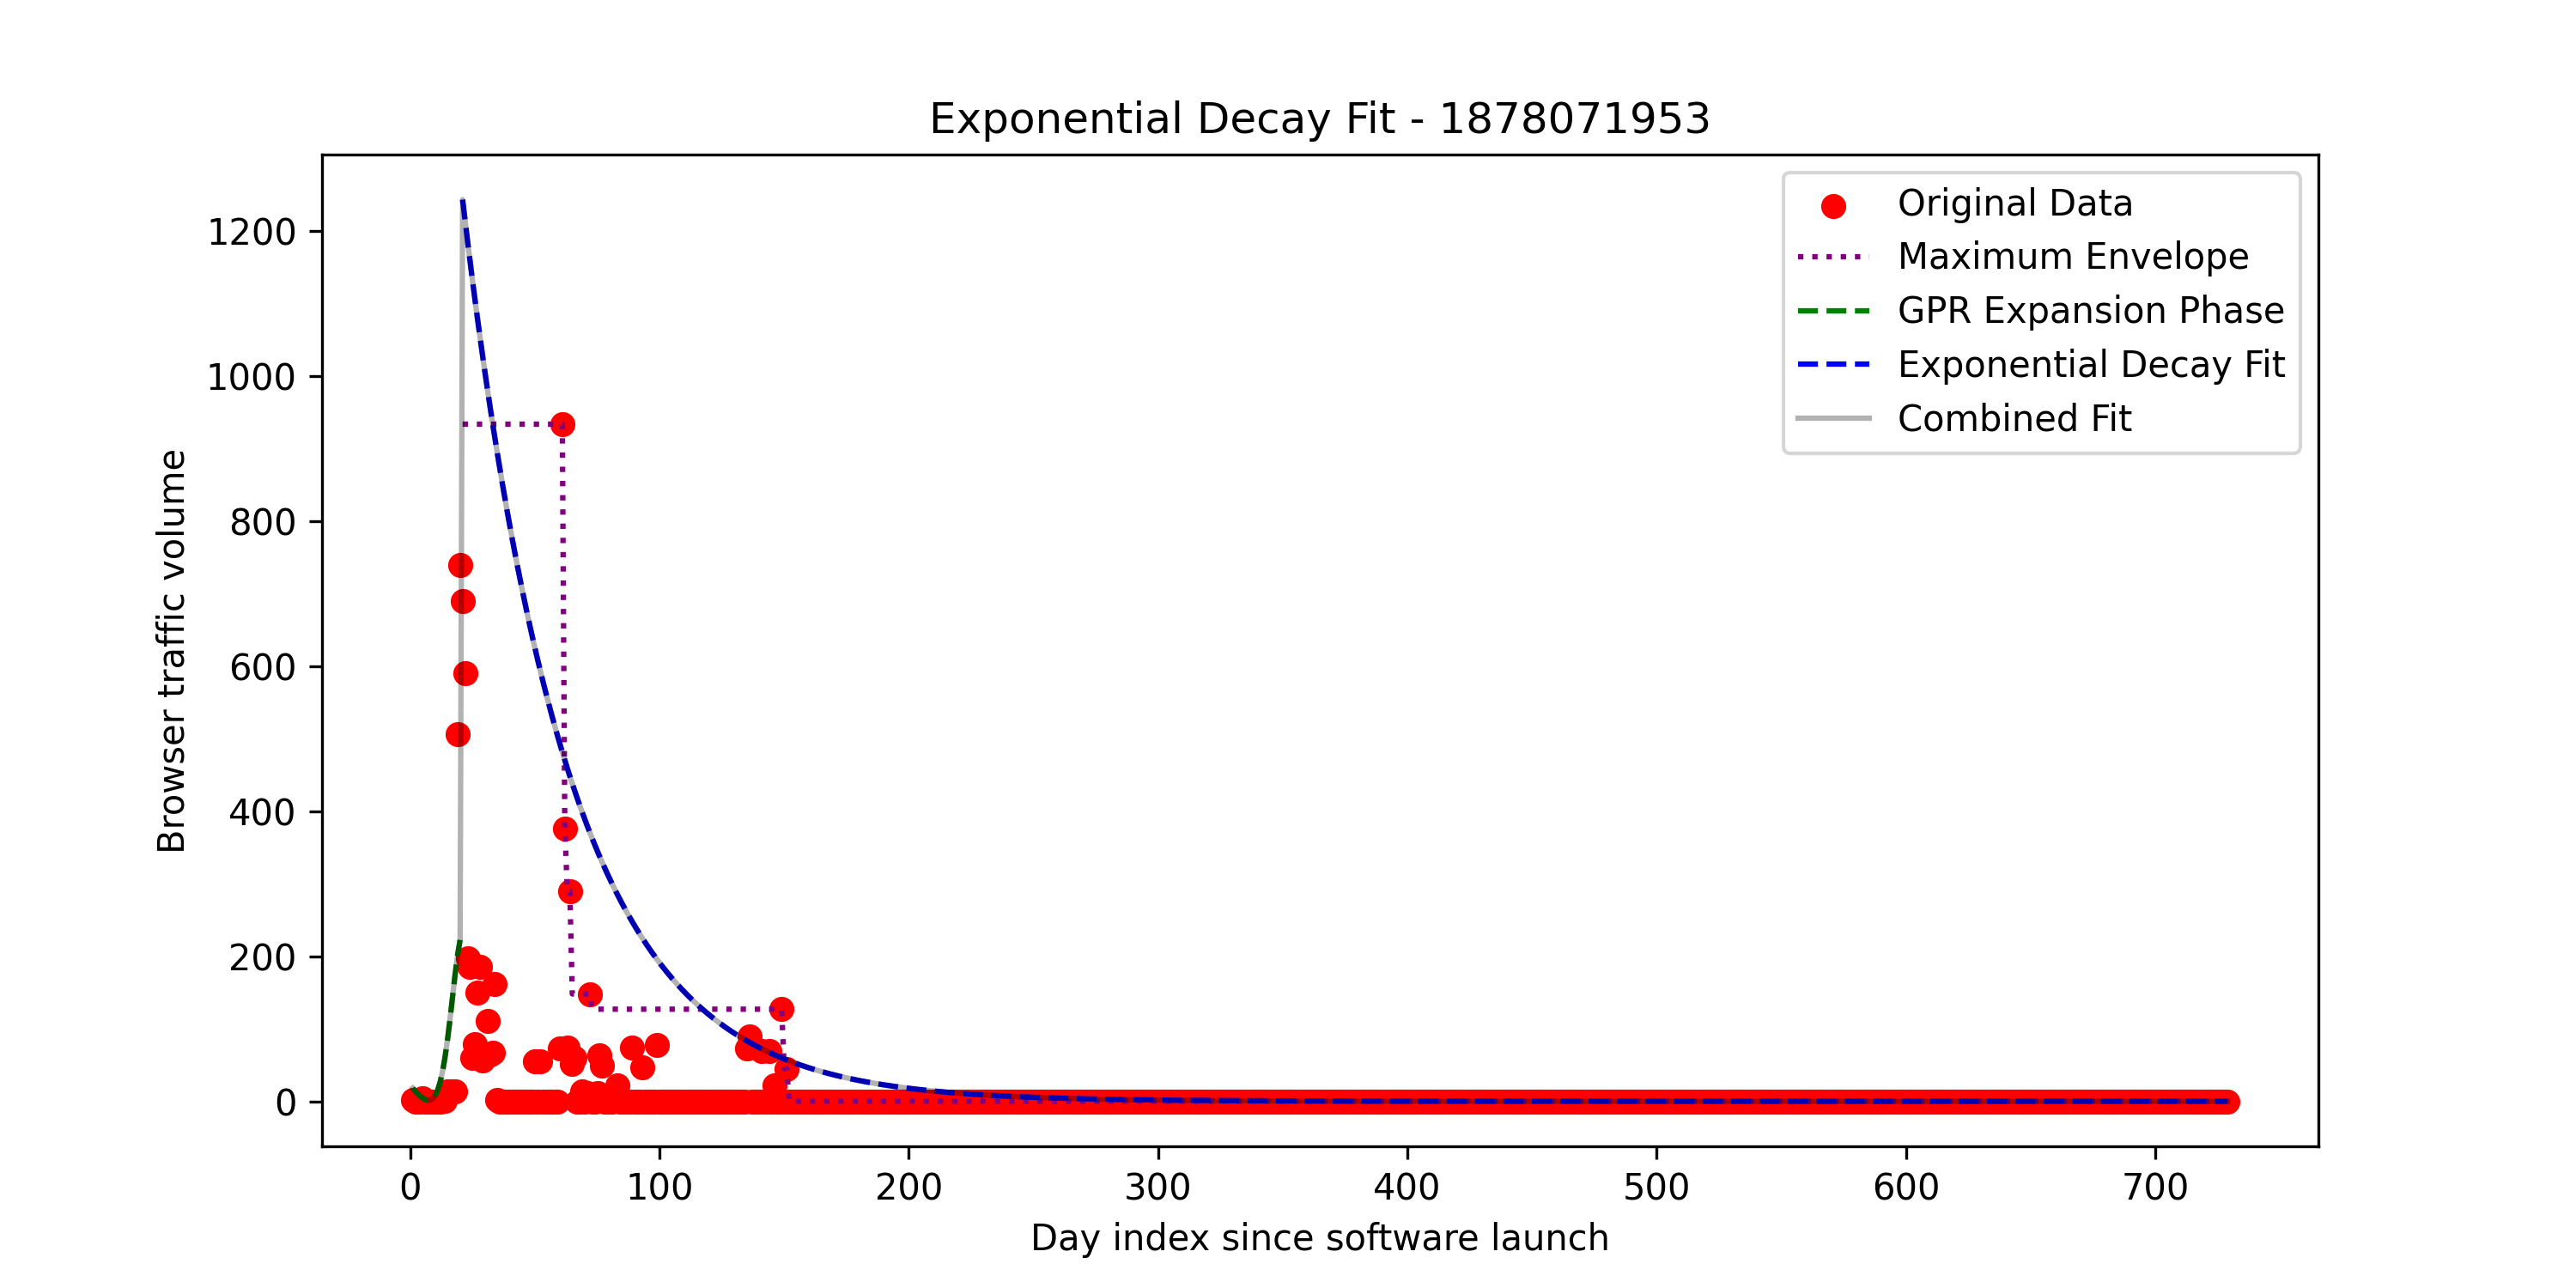 Exponential Decay Fit - 1878071953
Original Data
Maximum Envelope
GPR Expansion Phase
Exponential Decay Fit
Combined Fit
Browser traffic volume
1200
1000
800
600
400
200
0
0 100 200 300 400 500 600 700
Day index since software launch